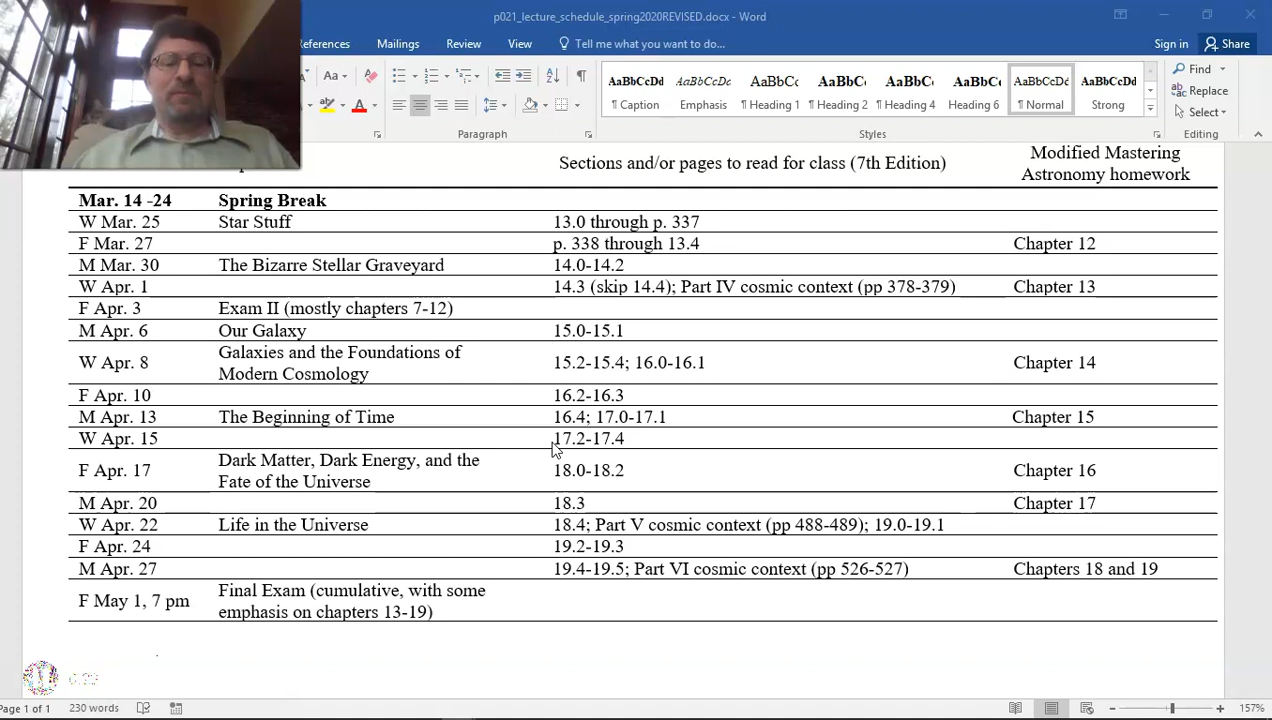 p021_lecture_schedule_spring2020REVISED.docx - Word
References Mailings Review View Tell me what you want to do... Sign in Share
Aa A
AaBbCcDd AaBbCcDd AaBbCc AaBbCc AaBbCc AaBbCc AaBbCcDd AaBbCcDd
¶ Caption Emphasis ¶ Heading 1 ¶ Heading 2 ¶ Heading 4 Heading 6 ¶ Normal Strong
Find
Replace
Select
Paragraph Styles Editing
Sections and/or pages to read for class (7th Edition) Modified Mastering
Astronomy homework
Mar. 14 -24 Spring Break
W Mar. 25 Star Stuff 13.0 through p. 337
F Mar. 27 p. 338 through 13.4 Chapter 12
M Mar. 30 The Bizarre Stellar Graveyard 14.0-14.2
W Apr. 1 14.3 (skip 14.4); Part IV cosmic context (pp 378-379) Chapter 13
F Apr. 3 Exam II (mostly chapters 7-12)
M Apr. 6 Our Galaxy 15.0-15.1
W Apr. 8 Galaxies and the Foundations of Modern Cosmology 15.2-15.4; 16.0-16.1 Chapter 14
F Apr. 10 16.2-16.3
M Apr. 13 The Beginning of Time 16.4; 17.0-17.1 Chapter 15
W Apr. 15 17.2-17.4
F Apr. 17 Dark Matter, Dark Energy, and the Fate of the Universe 18.0-18.2 Chapter 16
M Apr. 20 18.3 Chapter 17
W Apr. 22 Life in the Universe 18.4; Part V cosmic context (pp 488-489); 19.0-19.1
F Apr. 24 19.2-19.3
M Apr. 27 19.4-19.5; Part VI cosmic context (pp 526-527) Chapters 18 and 19
F May 1, 7 pm Final Exam (cumulative, with some emphasis on chapters 13-19)
Page 1 of 1 230 words 157%